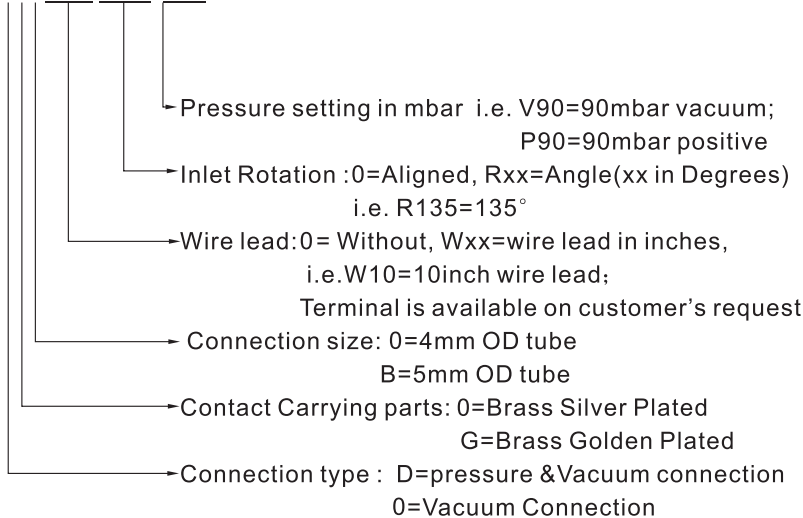 Pressure setting in mbar i.e. V90=90mbar vacuum;
P90=90mbar positive
Inlet Rotation :0=Aligned, Rxx=Angle(xx in Degrees)
i.e. R135=135°
Wire lead:0= Without, Wxx=wire lead in inches,
i.e.W10=10inch wire lead;
Terminal is available on customer's request
Connection size: 0=4mm OD tube
B=5mm OD tube
Contact Carrying parts: 0=Brass Silver Plated
G=Brass Golden Plated
Connection type : D=pressure &Vacuum connection
0=Vacuum Connection